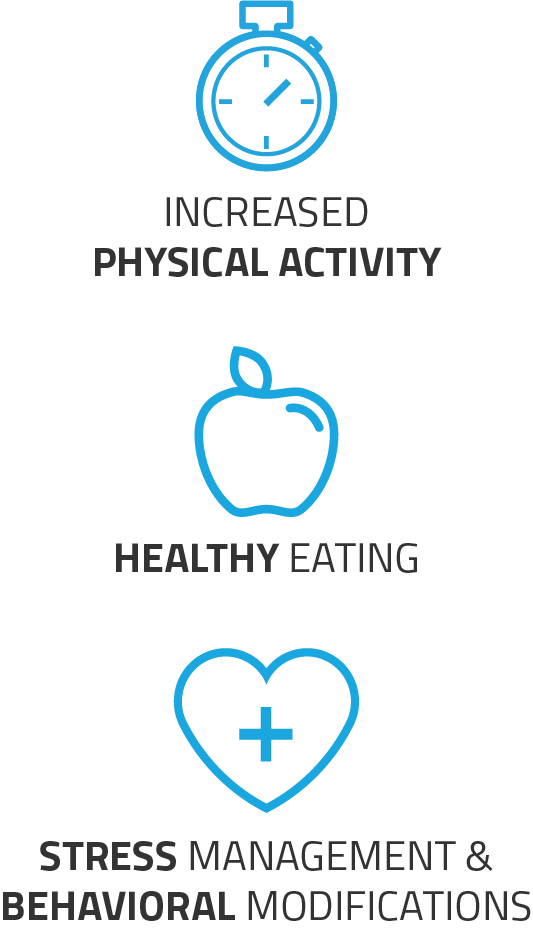 INCREASED
PHYSICAL ACTIVITY
HEALTHY EATING
STRESS MANAGEMENT &
BEHAVIORAL MODIFICATIONS